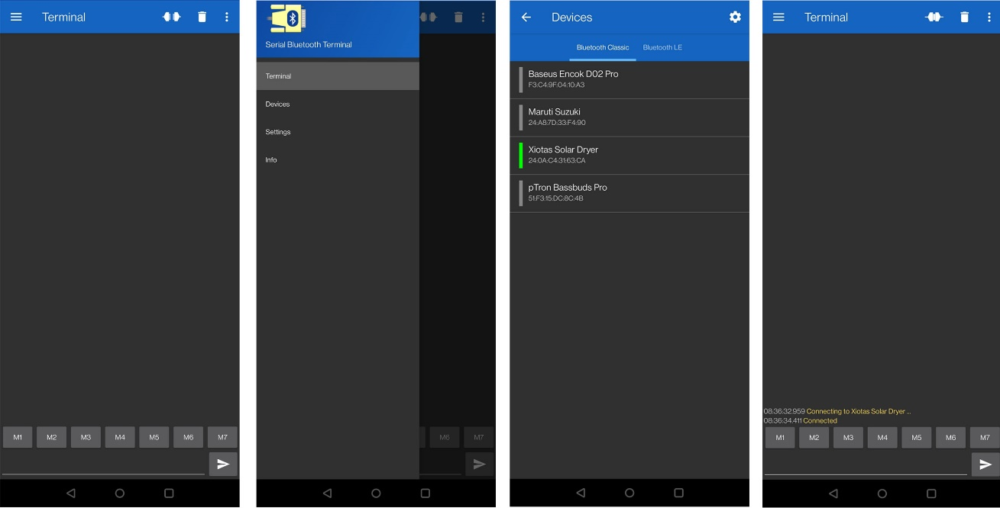 Terminal
M1 M2 M3 M4 M5 M6 M7
Serial Bluetooth Terminal
Terminal
Devices
Settings
Info
M6 M7
Devices
Bluetooth Classic Bluetooth LE
Baseus Encok D02 Pro
F3:C4:9F:04:10:A3
Maruti Suzuki
24:A8:7D:33:F4:90
Xiotas Solar Dryer
24:0A:C4:31:63:CA
pTron Bassbuds Pro
51:F3:15:DC:8C:4B
Terminal
08:36:32.959 Connecting to Xiotas Solar Dryer ...
08:36:34.411 Connected
M1 M2 M3 M4 M5 M6 M7